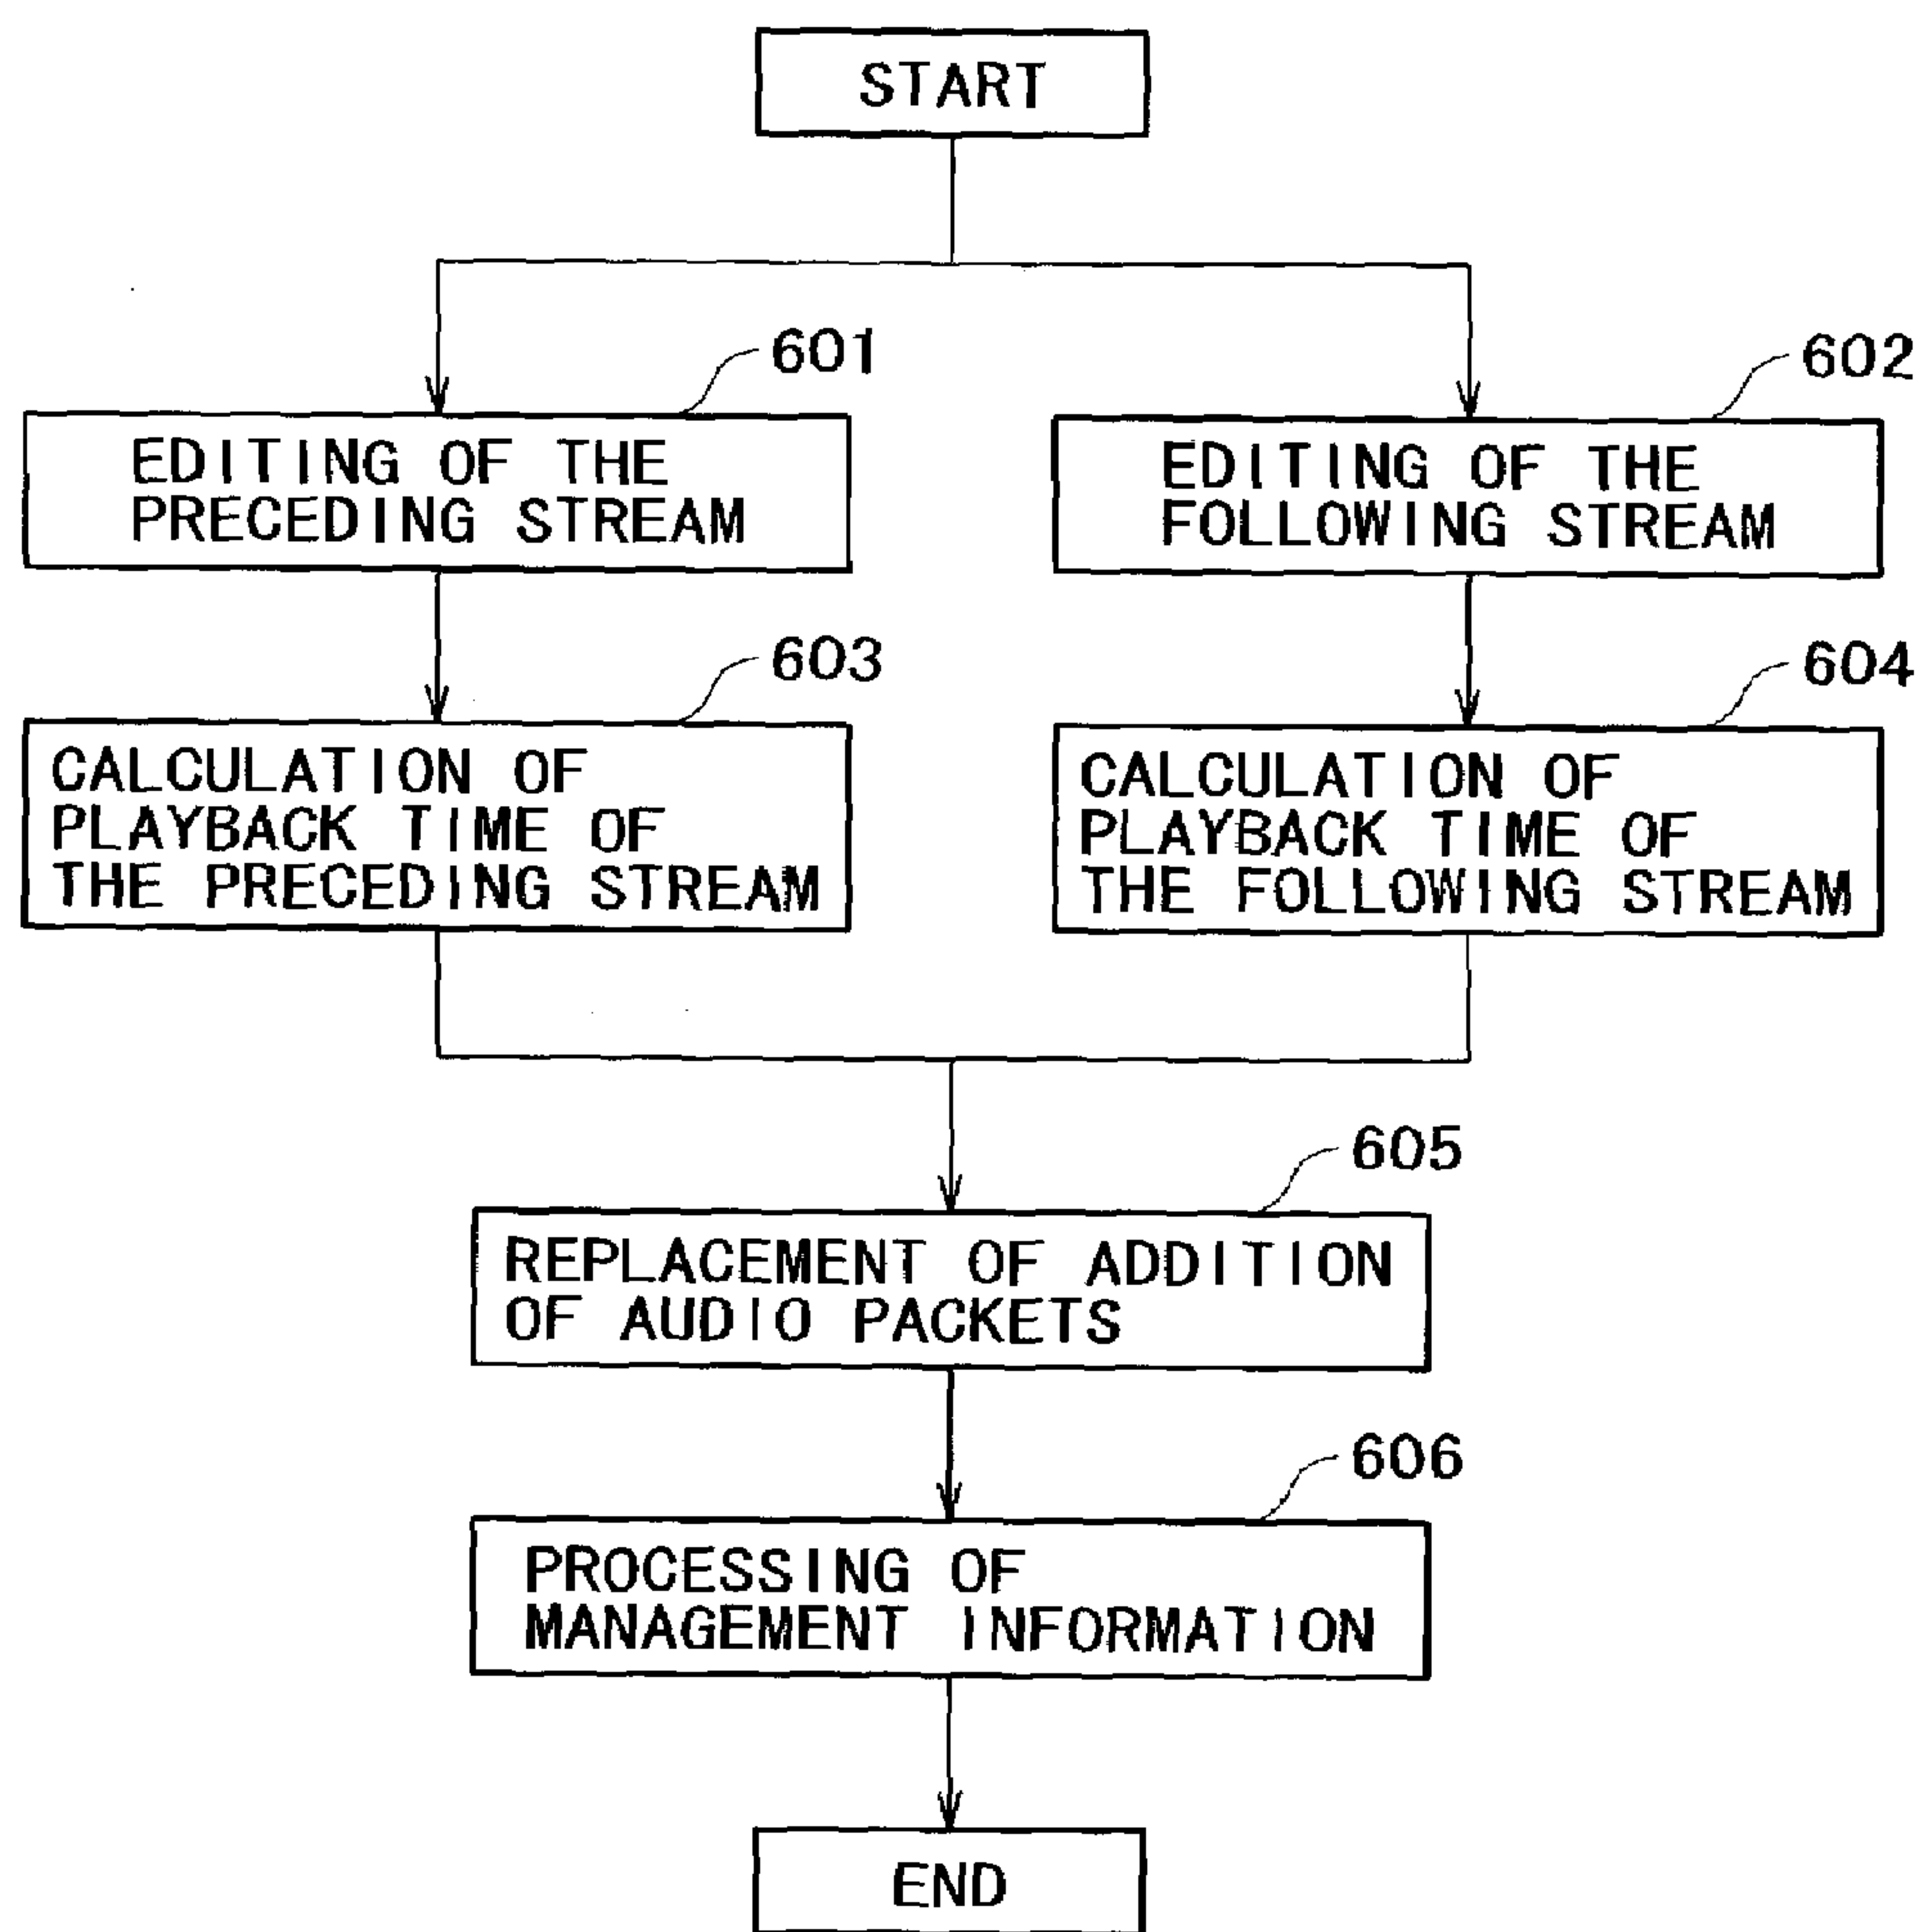 START
601
602
EDITING OF THE
PRECEDING STREAM
EDITING OF THE
FOLLOWING STREAM
603
604
CALCULATION OF
PLAYBACK TIME OF
THE PRECEDING STREAM
CALCULATION OF
PLAYBACK TIME OF
THE FOLLOWING STREAM
605
REPLACEMENT OF ADDITION
OF AUDIO PACKETS
606
PROCESSING OF
MANAGEMENT INFORMATION
END